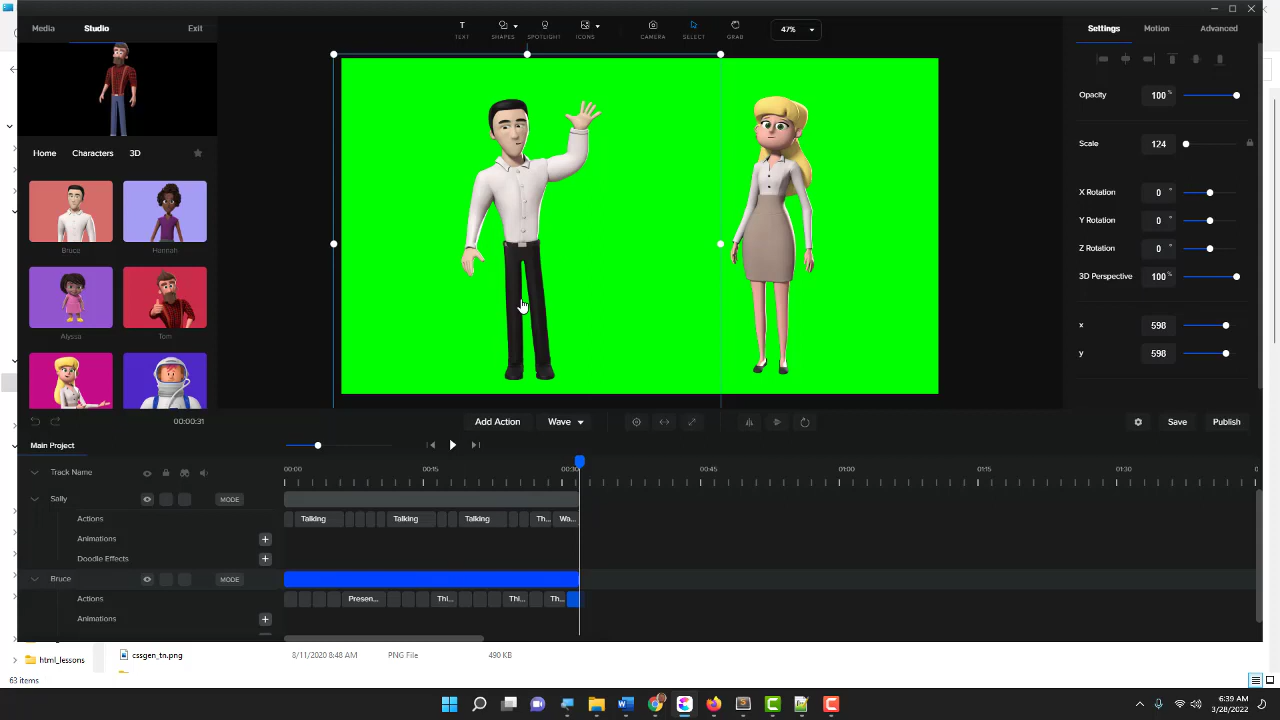 Media Studio Exit
TEXT SHAPES SPOTLIGHT ICONS CAMERA SELECT GRAB 47%
Settings Motion Advanced
Opacity 100 %
Home Characters 3D
Scale 124
X Rotation 0 °
Y Rotation 0 °
Bruce Hannah
Z Rotation 0 °
3D Perspective 100 %
x 598
Alyssa Tom
y 598
00:00:31 Add Action Wave Save Publish
Main Project
00:00 00:15 00:30 00:45 01:00 01:15 01:30
Track Name
Sally MODE
Actions Talking Talking Talking Th... Wa...
Animations +
Doodle Effects +
Bruce MODE
Actions Presen... Thi... Thi... Th...
Animations +
html_lessons cssgen_tn.png 8/11/2020 8:48 AM PNG File 490 KB
63 items
6:39 AM
3/28/2022